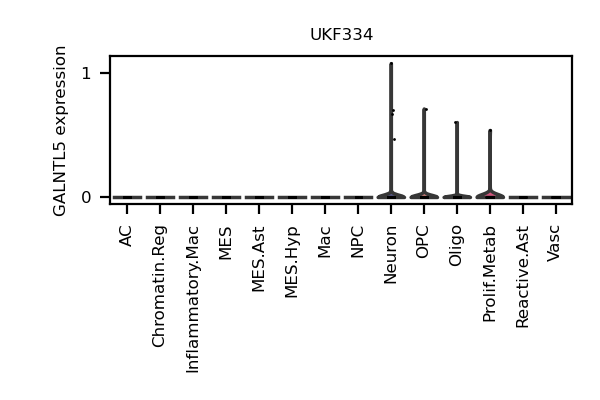 UKF334
GALNTL5 expression
1
0
AC
Chromatin.Reg
Inflammatory.Mac
MES
MES.Ast
MES.Hyp
Mac
NPC
Neuron
OPC
Oligo
Prolif.Metab
Reactive.Ast
Vasc